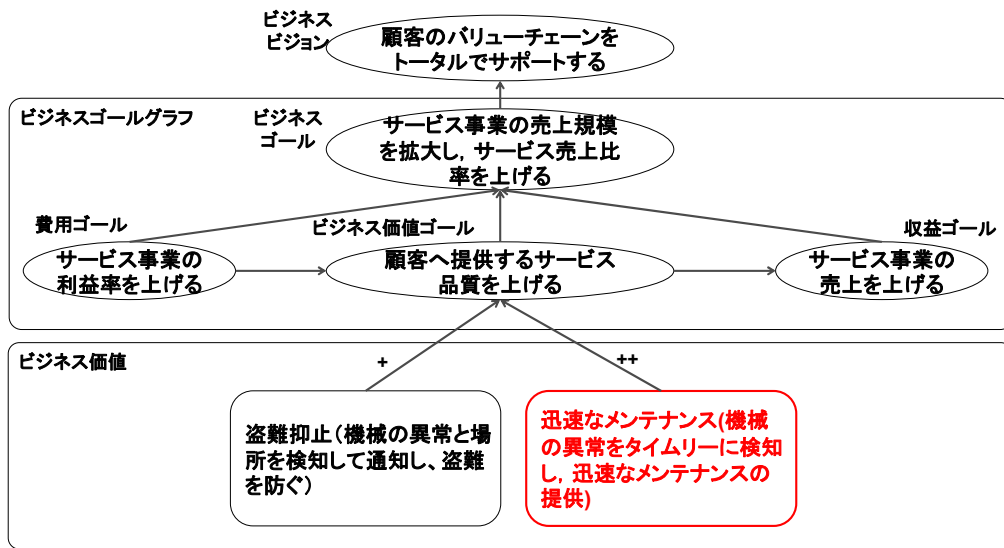 ビジネス
ビジョン
顧客のバリューチェーンを
トータルでサポートする
ビジネスゴールグラフ
ビジネス
ゴール
サービス事業の売上規模
を拡大し，サービス売上比
率を上げる
費用ゴール
ビジネス価値ゴール
収益ゴール
サービス事業の
利益率を上げる
顧客へ提供するサービス
品質を上げる
サービス事業の
売上を上げる
ビジネス価値
+
++
盗難抑止（機械の異常と場
所を検知して通知し、盗難
を防ぐ）
迅速なメンテナンス(機械
の異常をタイムリーに検知
し，迅速なメンテナンスの
提供)